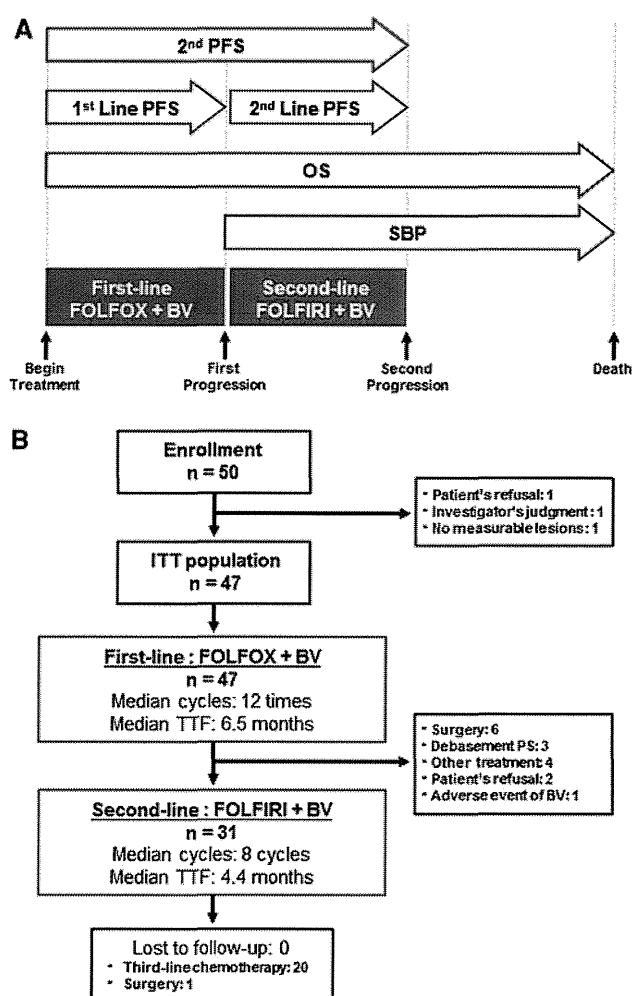 A
2nd PFS
1st Line PFS
2nd Line PFS
OS
SBP
First-line
FOLFOX + BV
Second-line
FOLFIRI + BV
Begin
Treatment
First
Progression
Second
Progression
Death
B
Enrollment
n = 50
· Patient's refusal: 1
· Investigator's judgment: 1
· No measurable lesions: 1
ITT population
n = 47
First-line : FOLFOX + BV
n = 47
Median cycles: 12 times
Median TTF: 6.5 months
· Surgery: 6
· Debasement PS: 3
· Other treatment: 4
· Patient's refusal: 2
· Adverse event of BV: 1
Second-line : FOLFIRI + BV
n = 31
Median cycles: 8 cycles
Median TTF: 4.4 months
Lost to follow-up: 0
· Third-line chemotherapy: 20
· Surgery: 1